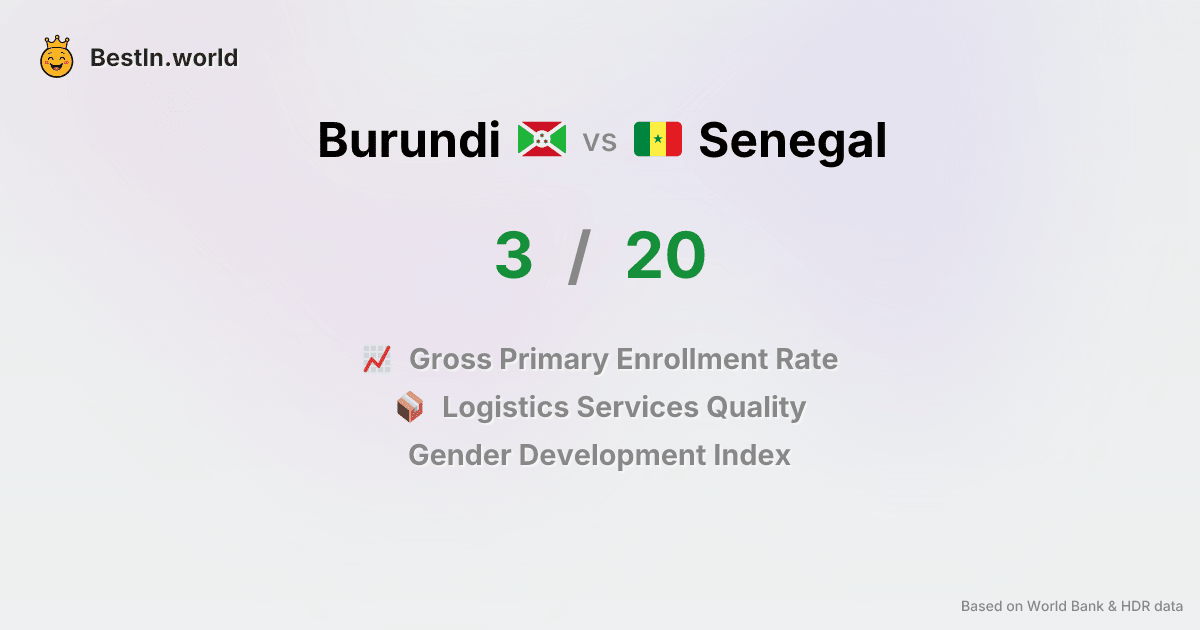 BestIn.world
Burundi vs Senegal
3 / 20
Gross Primary Enrollment Rate
Logistics Services Quality
Gender Development Index
Based on World Bank & HDR data